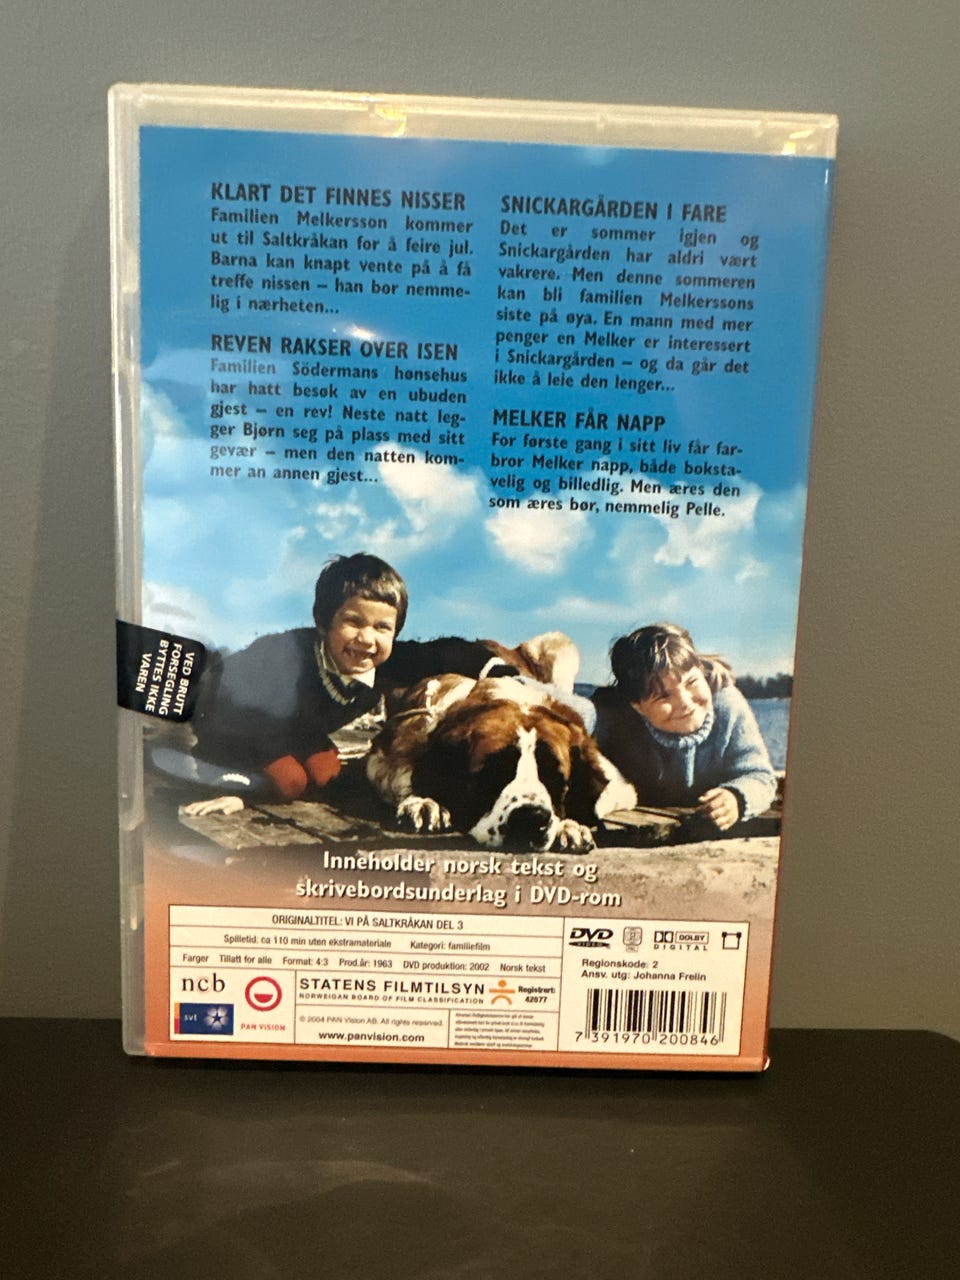 KLART DET FINNES NISSER
Familien Melkersson kommer
ut til Saltkråkan for å feire jul.
Barna kan knapt vente på å få
treffe nissen – han bor nemme-
lig i nærheten...
REVEN RAKSER OVER ISEN
Familien Södermans hønsehus
har hatt besøk av en ubuden
gjest – en rev! Neste natt leg-
ger Bjørn seg på plass med sitt
gevær – men den natten kom-
mer an annen gjest...
SNICKARGÅRDEN I FARE
Det er sommer igjen og
Snickargården har aldri vært
vakrere. Men denne sommeren
kan bli familien Melkerssons
siste på øya. En mann med mer
penger en Melker er interessert
i Snickargården – og da går det
ikke å leie den lenger...
MELKER FÅR NAPP
For første gang i sitt liv får far-
bror Melker napp, både boksta-
velig og billedlig. Men æres den
som æres bør, nemmelig Pelle.
VED BRUTT
FORSEGLING
BYTTES IKKE
VAREN
Inneholder norsk tekst og
skrivebordsunderlag i DVD-rom
ORIGINALTITEL: VI PÅ SALTKRÅKAN DEL 3
Spilletid: ca 110 min uten ekstramateriale Kategori: familiefilm
Farger Tillatt for alle Format: 4:3 Prod.år: 1963 DVD produktion: 2002 Norsk tekst
ncb
svt
PAN VISION
STATENS FILMTILSYN
NORWEGIAN BOARD OF FILM CLASSIFICATION
Registrert:
42677
© 2004 PAN Vision AB. All rights reserved.
www.panvision.com
DVD
VIDEO
DOLBY
DIGITAL
Regionskode: 2
Ansv. utg: Johanna Frelin
7 391970 200846